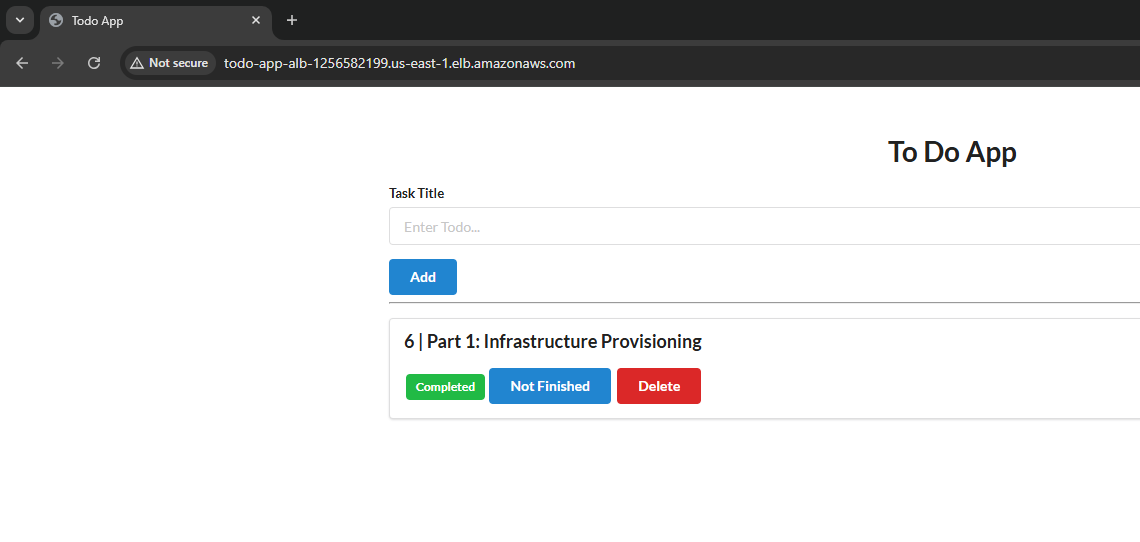 Todo App
Not secure
todo-app-alb-1256582199.us-east-1.elb.amazonaws.com
To Do App
Task Title
Enter Todo...
Add
6 | Part 1: Infrastructure Provisioning
Completed Not Finished Delete